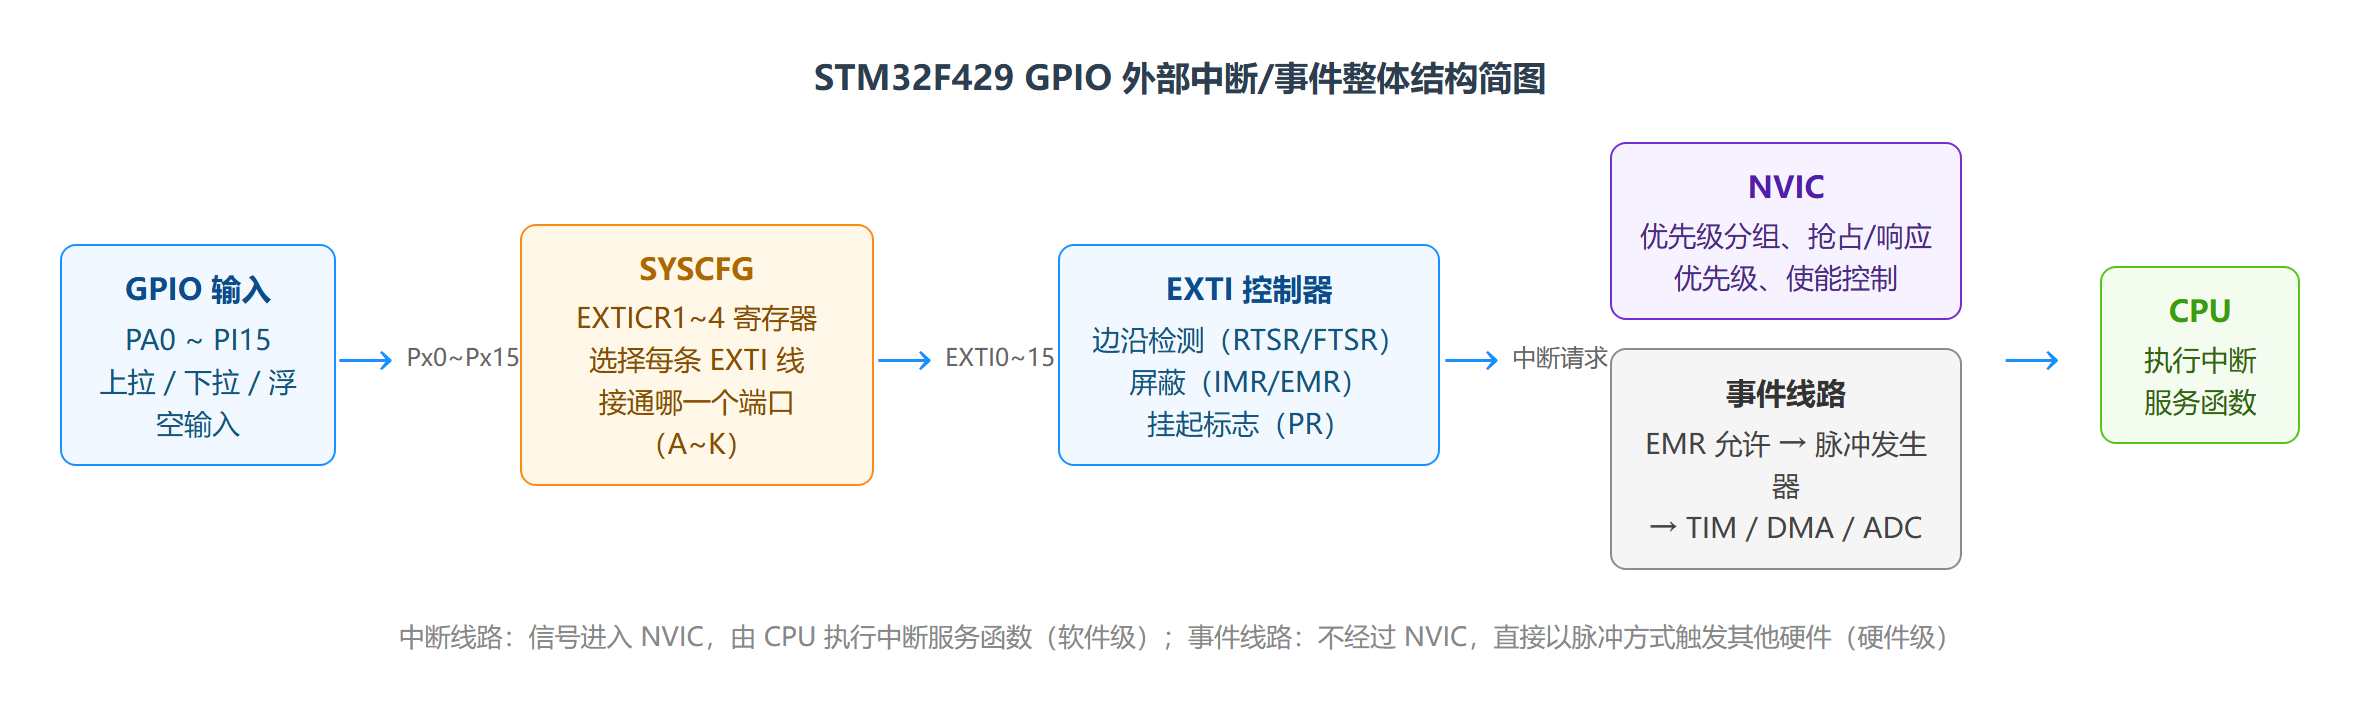 STM32F429 GPIO 外部中断/事件整体结构简图
GPIO 输入
PA0 ~ PI15
上拉 / 下拉 / 浮
空输入
Px0~Px15
SYSCFG
EXTICR1~4 寄存器
选择每条 EXTI 线
接通哪一个端口
（A~K）
EXTI0~15
EXTI 控制器
边沿检测（RTSR/FTSR）
屏蔽（IMR/EMR）
挂起标志（PR）
中断请求
NVIC
优先级分组、抢占/响应
优先级、使能控制
事件线路
EMR 允许 → 脉冲发生
器
→ TIM / DMA / ADC
CPU
执行中断
服务函数
中断线路：信号进入 NVIC，由 CPU 执行中断服务函数（软件级）；事件线路：不经过 NVIC，直接以脉冲方式触发其他硬件（硬件级）